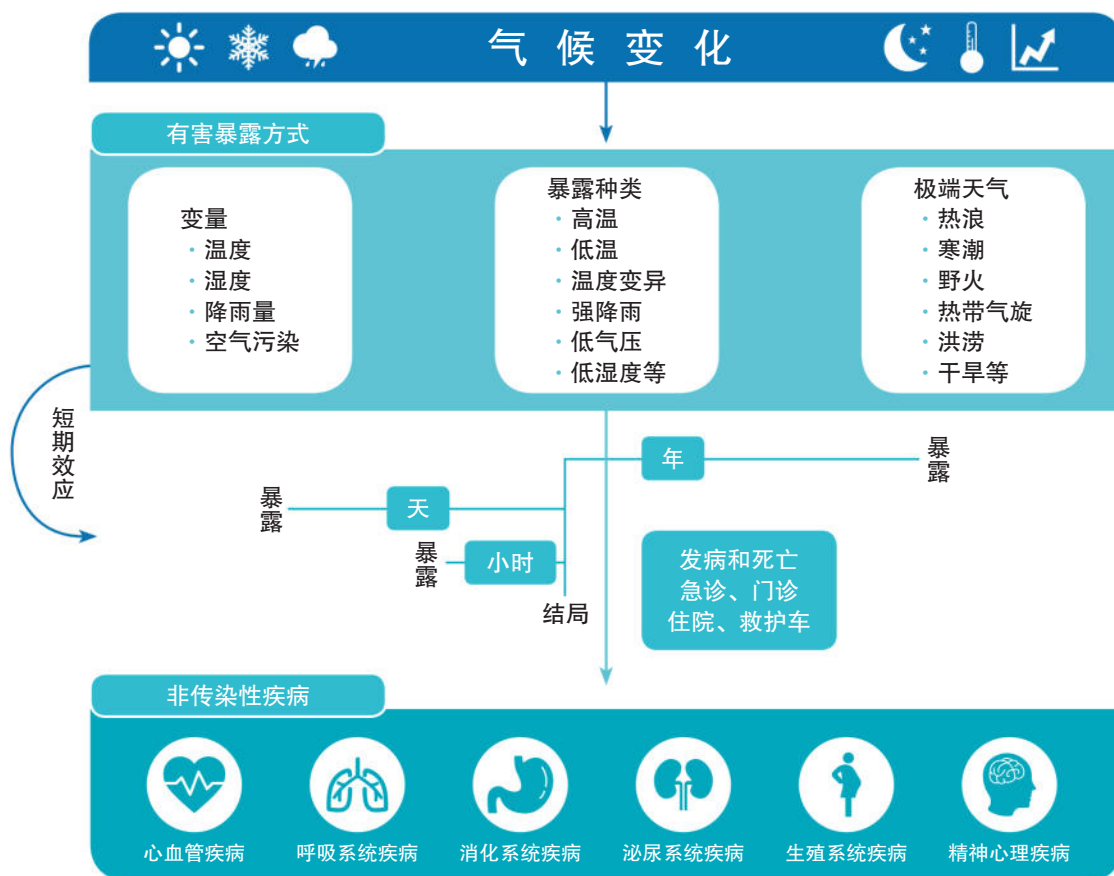 气候变化
有害暴露方式
变量
· 温度
· 湿度
· 降雨量
· 空气污染
暴露种类
· 高温
· 低温
· 温度变异
· 强降雨
· 低气压
· 低湿度等
极端天气
· 热浪
· 寒潮
· 野火
· 热带气旋
· 洪涝
· 干旱等
短期效应
年
暴露
暴露
天
暴露
小时
结局
发病和死亡
急诊、门诊
住院、救护车
非传染性疾病
心血管疾病
呼吸系统疾病
消化系统疾病
泌尿系统疾病
生殖系统疾病
精神心理疾病